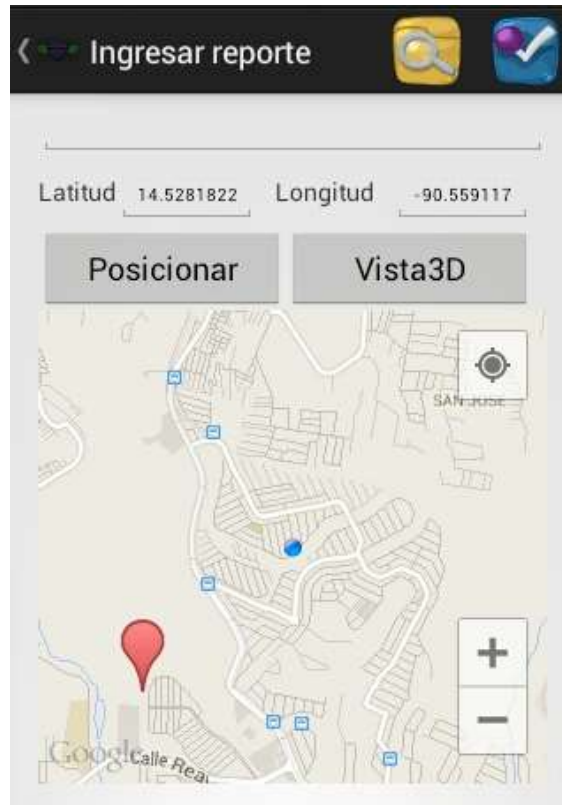 Ingresar reporte
Latitud 14.5281822 Longitud -90.559117
Posicionar Vista3D
SAN JOSE
+
−
Google
Calle Real